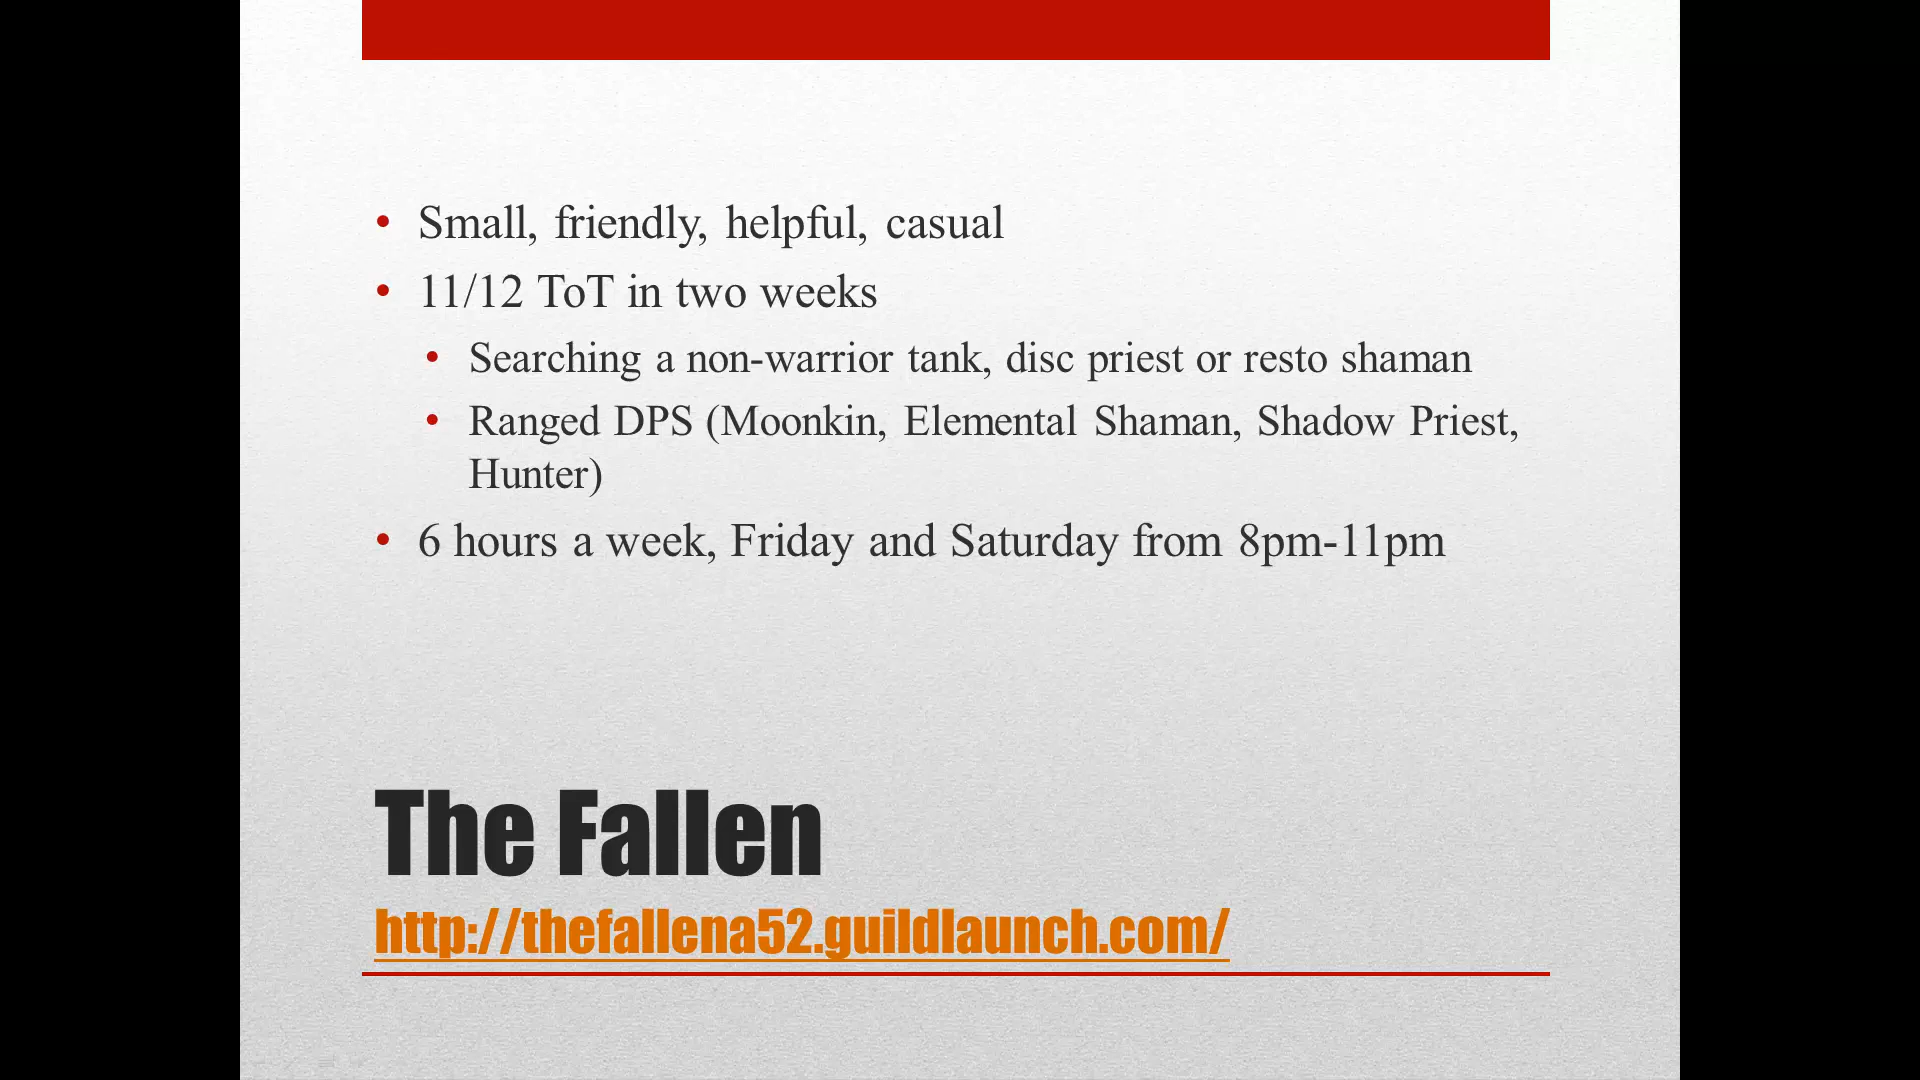 • Small, friendly, helpful, casual
• 11/12 ToT in two weeks
• Searching a non-warrior tank, disc priest or resto shaman
• Ranged DPS (Moonkin, Elemental Shaman, Shadow Priest,
Hunter)
• 6 hours a week, Friday and Saturday from 8pm-11pm
The Fallen
http://thefallena52.guildlaunch.com/